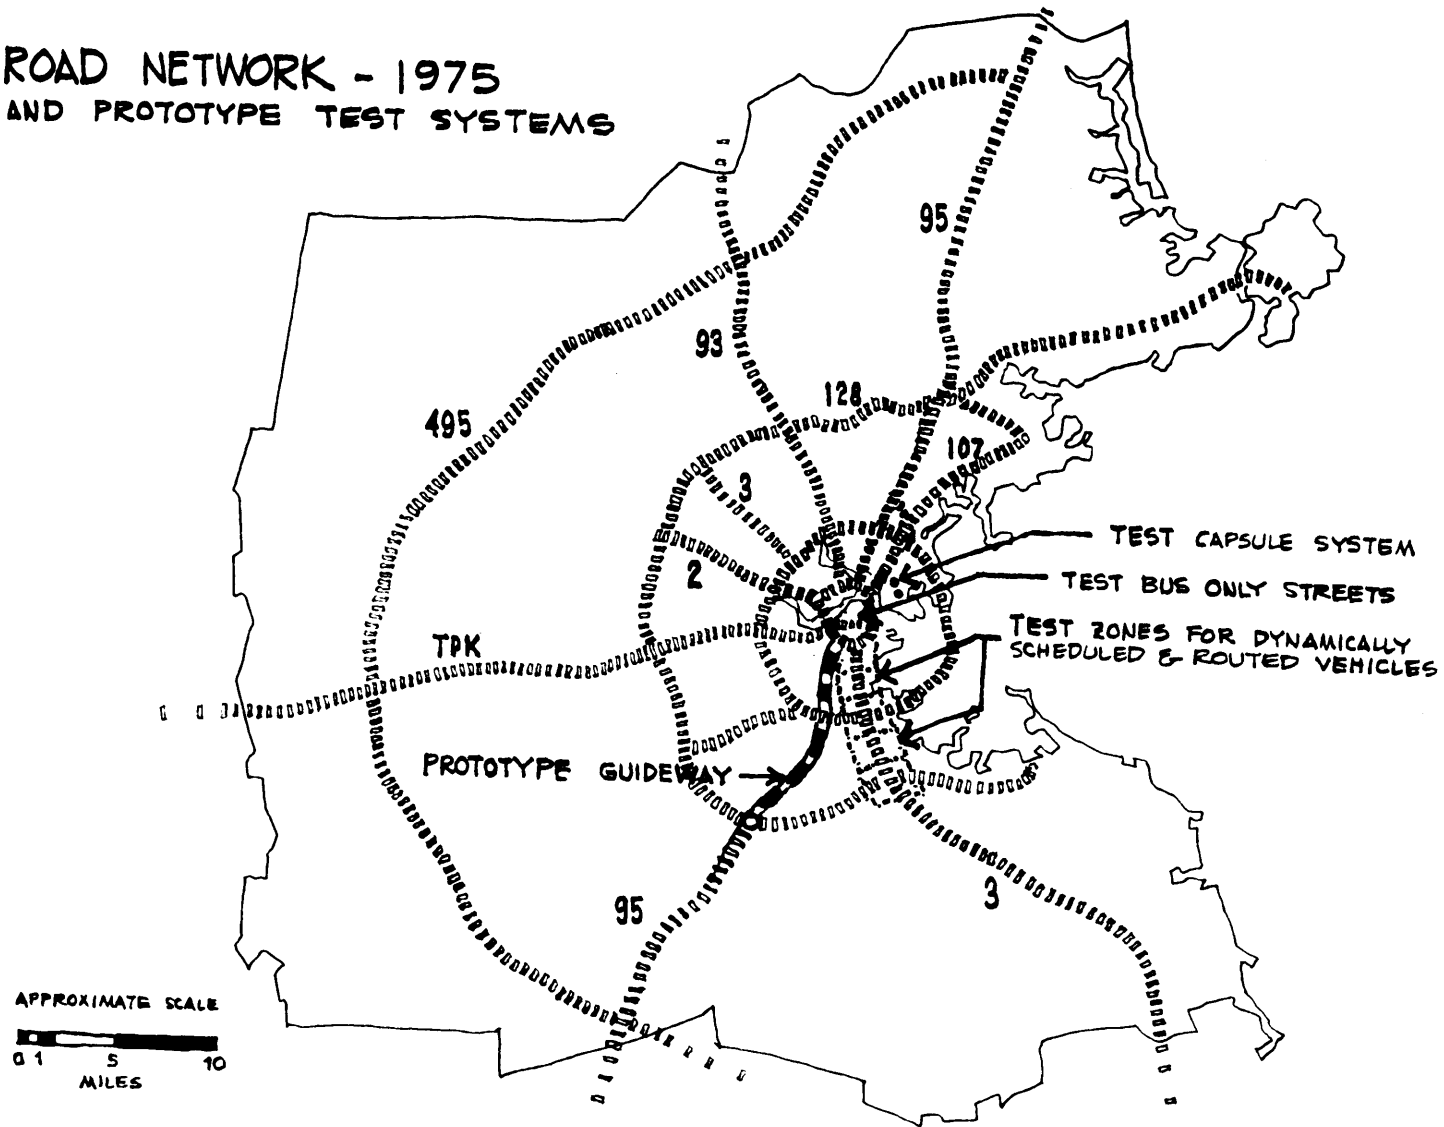 ROAD NETWORK - 1975
AND PROTOTYPE TEST SYSTEMS
95
93
128
495
107
3
TEST CAPSULE SYSTEM
2
TEST BUS ONLY STREETS
TPK
TEST ZONES FOR DYNAMICALLY
SCHEDULED & ROUTED VEHICLES
PROTOTYPE GUIDEWAY
3
95
APPROXIMATE SCALE
0 1 5 10
MILES